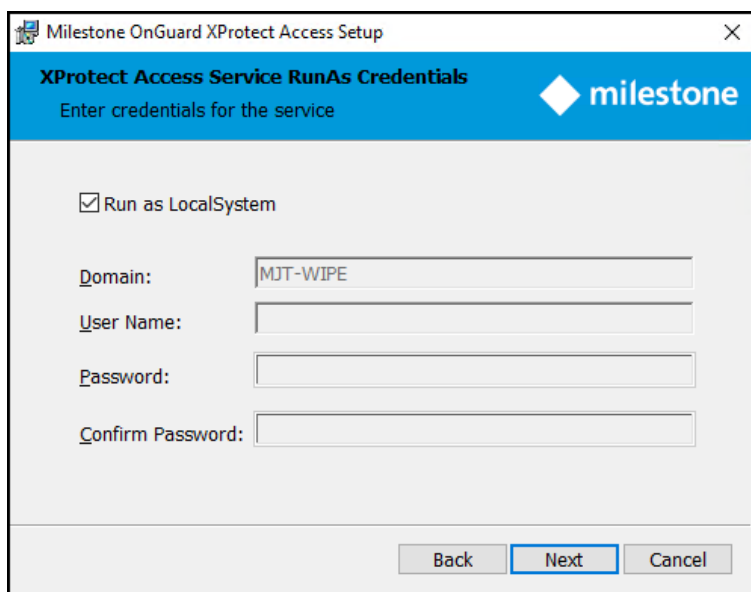 Milestone OnGuard XProtect Access Setup
XProtect Access Service RunAs Credentials
Enter credentials for the service
milestone
Run as LocalSystem
Domain: MJT-WIPE
User Name:
Password:
Confirm Password:
Back Next Cancel